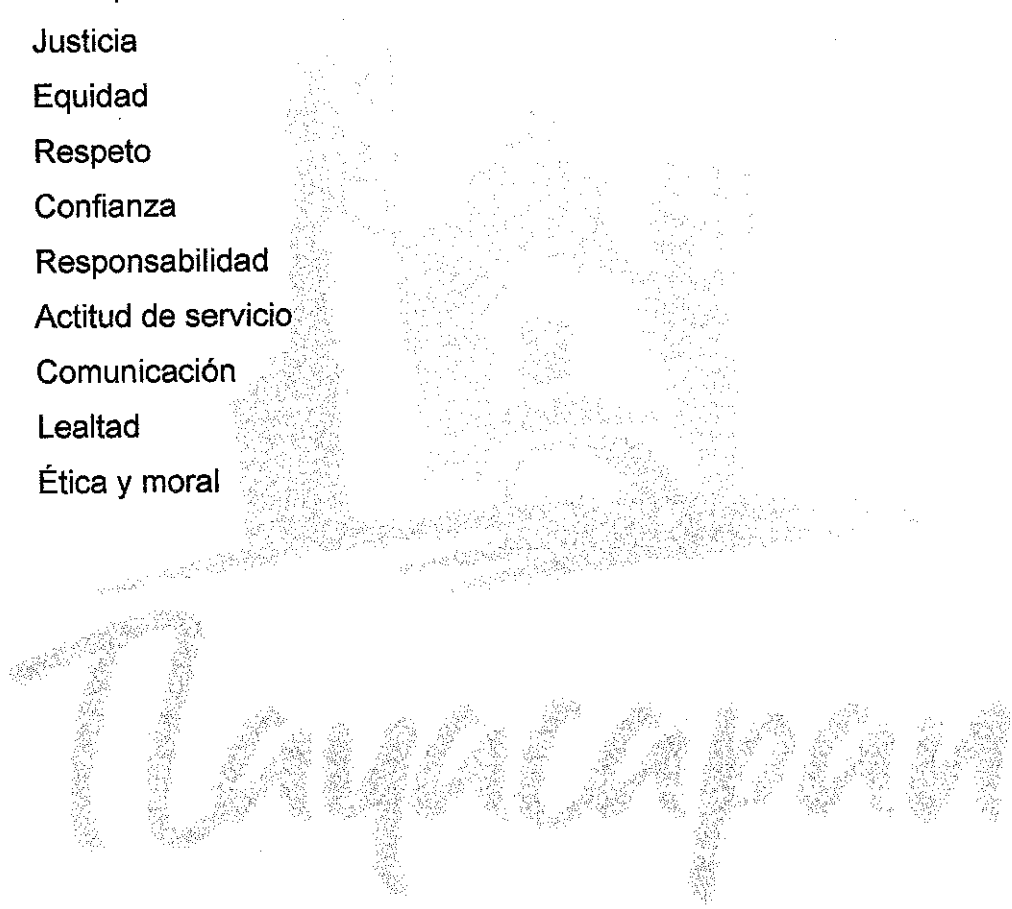 Justicia
Equidad
Respeto
Confianza
Responsabilidad
Actitud de servicio
Comunicación
Lealtad
Ética y moral
Tlayacapan